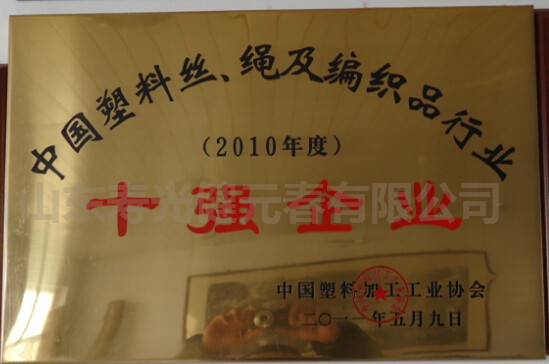 中国塑料丝、绳及编织品行业
(2010年度)
十强企业
中国塑料加工工业协会
二〇一一年五月九日